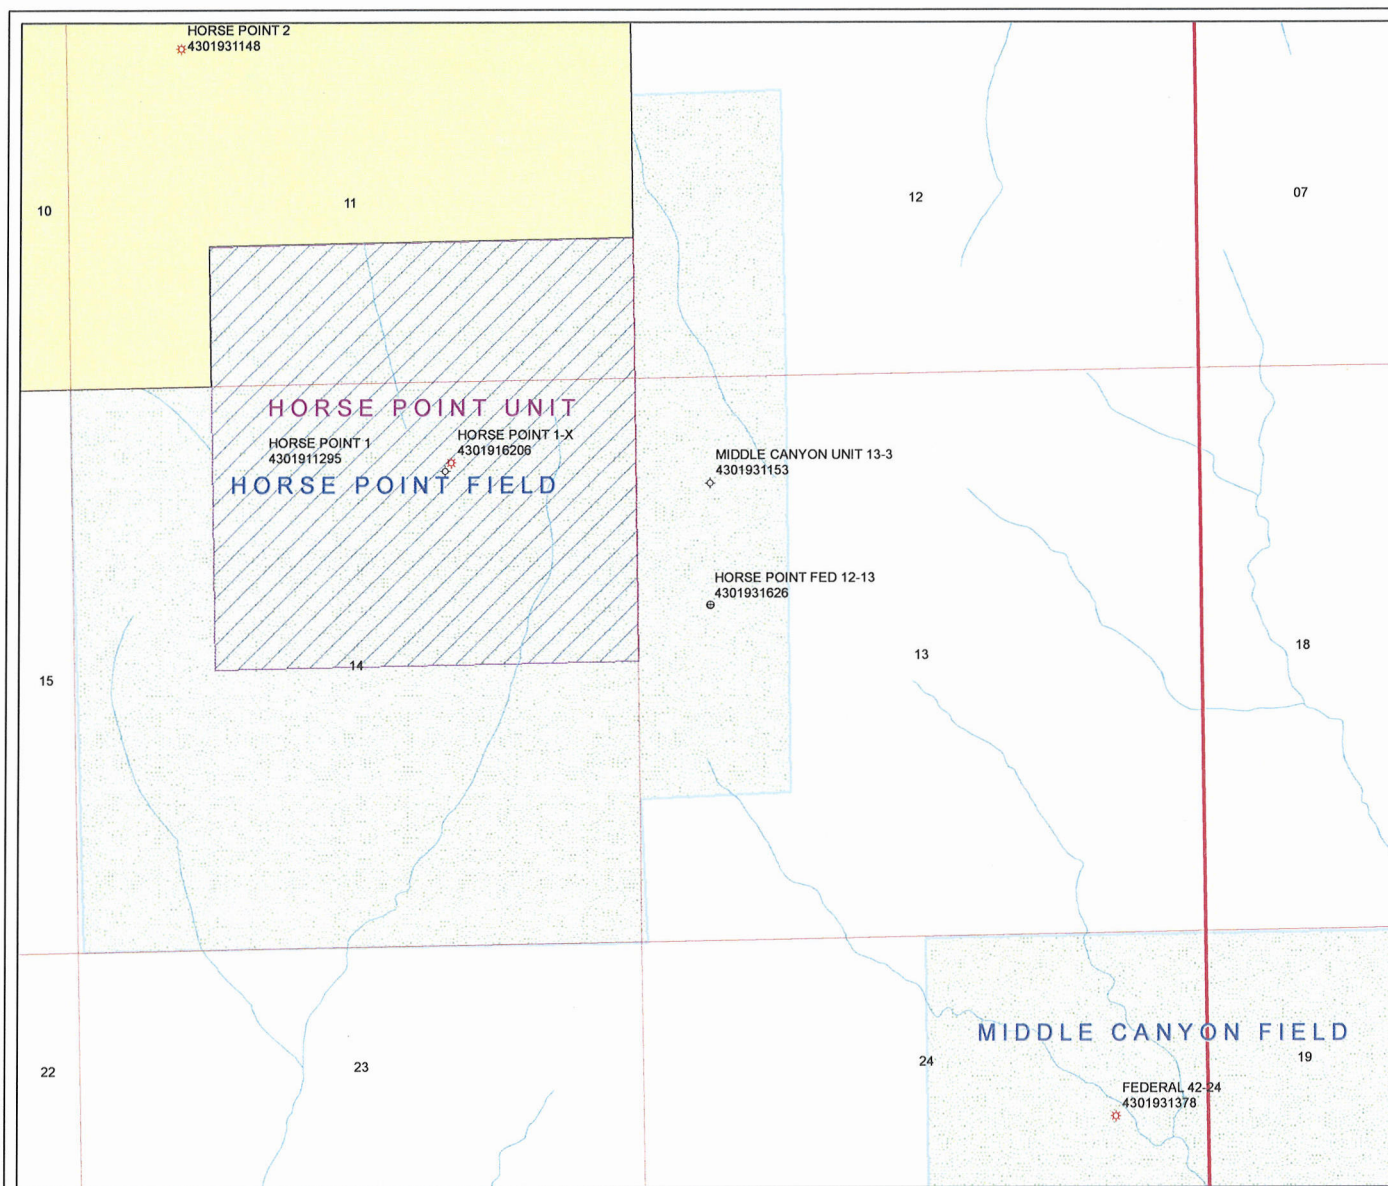 HORSE POINT 2
4301931148
10
11
12
07
HORSE POINT UNIT
HORSE POINT 1
4301911295
HORSE POINT 1-X
4301916206
HORSE POINT FIELD
MIDDLE CANYON UNIT 13-3
4301931153
HORSE POINT FED 12-13
4301931626
15
14
13
18
MIDDLE CANYON FIELD
22
23
24
19
FEDERAL 42-24
4301931378